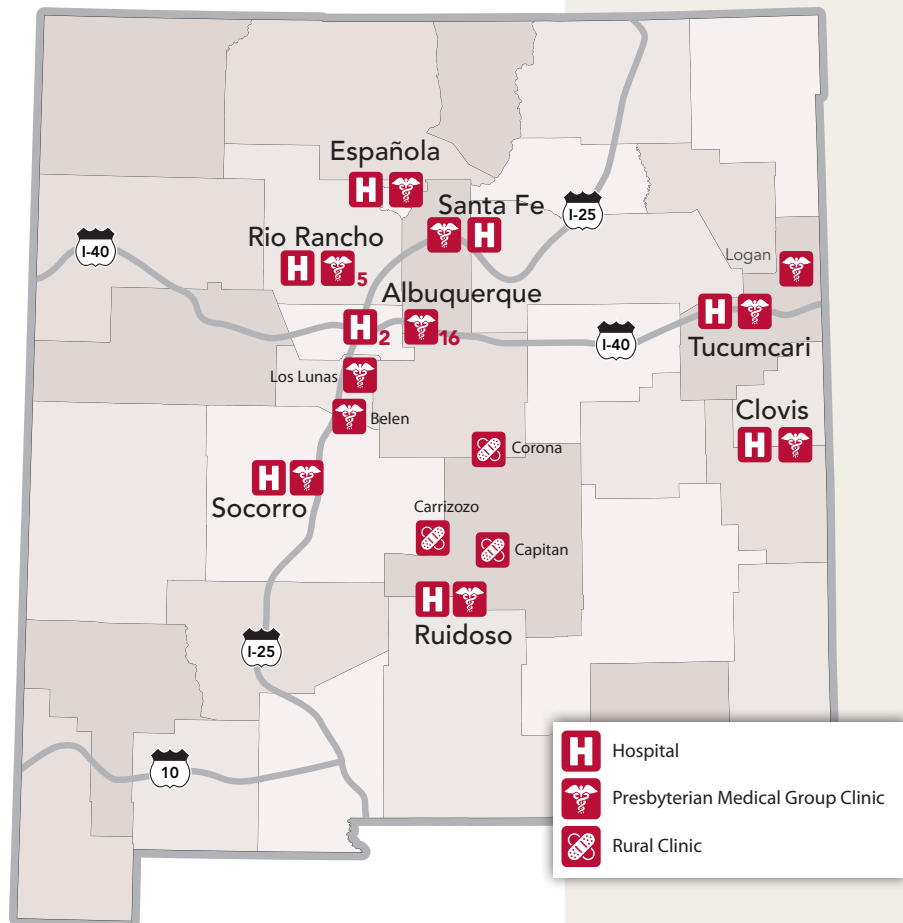 Española
H
Santa Fe
H
I-25
Rio Rancho
H
5
I-40
Logan
Albuquerque
H
2
16
I-40
H
Tucumcari
Los Lunas
Belen
Clovis
H
Corona
H
Socorro
Carrizozo
Capitan
H
Ruidoso
I-25
10
H Hospital
Presbyterian Medical Group Clinic
Rural Clinic